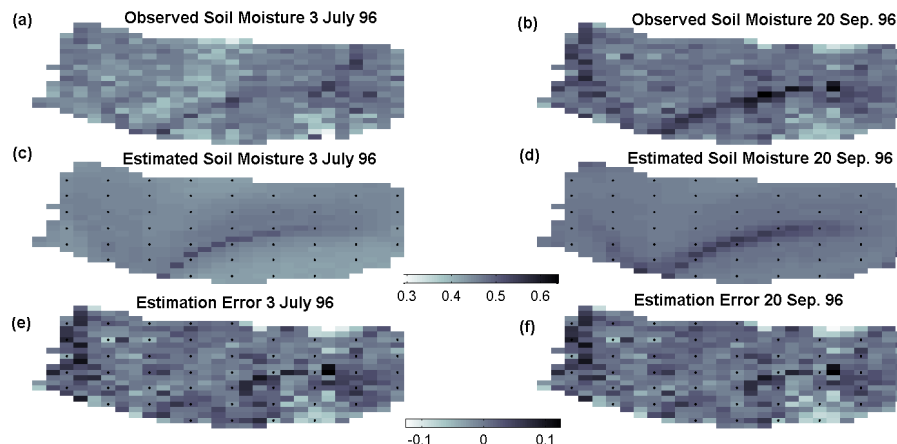 (a) Observed Soil Moisture 3 July 96
(b) Observed Soil Moisture 20 Sep. 96
(c) Estimated Soil Moisture 3 July 96
(d) Estimated Soil Moisture 20 Sep. 96
0.3 0.4 0.5 0.6
(e) Estimation Error 3 July 96
(f) Estimation Error 20 Sep. 96
-0.1 0 0.1